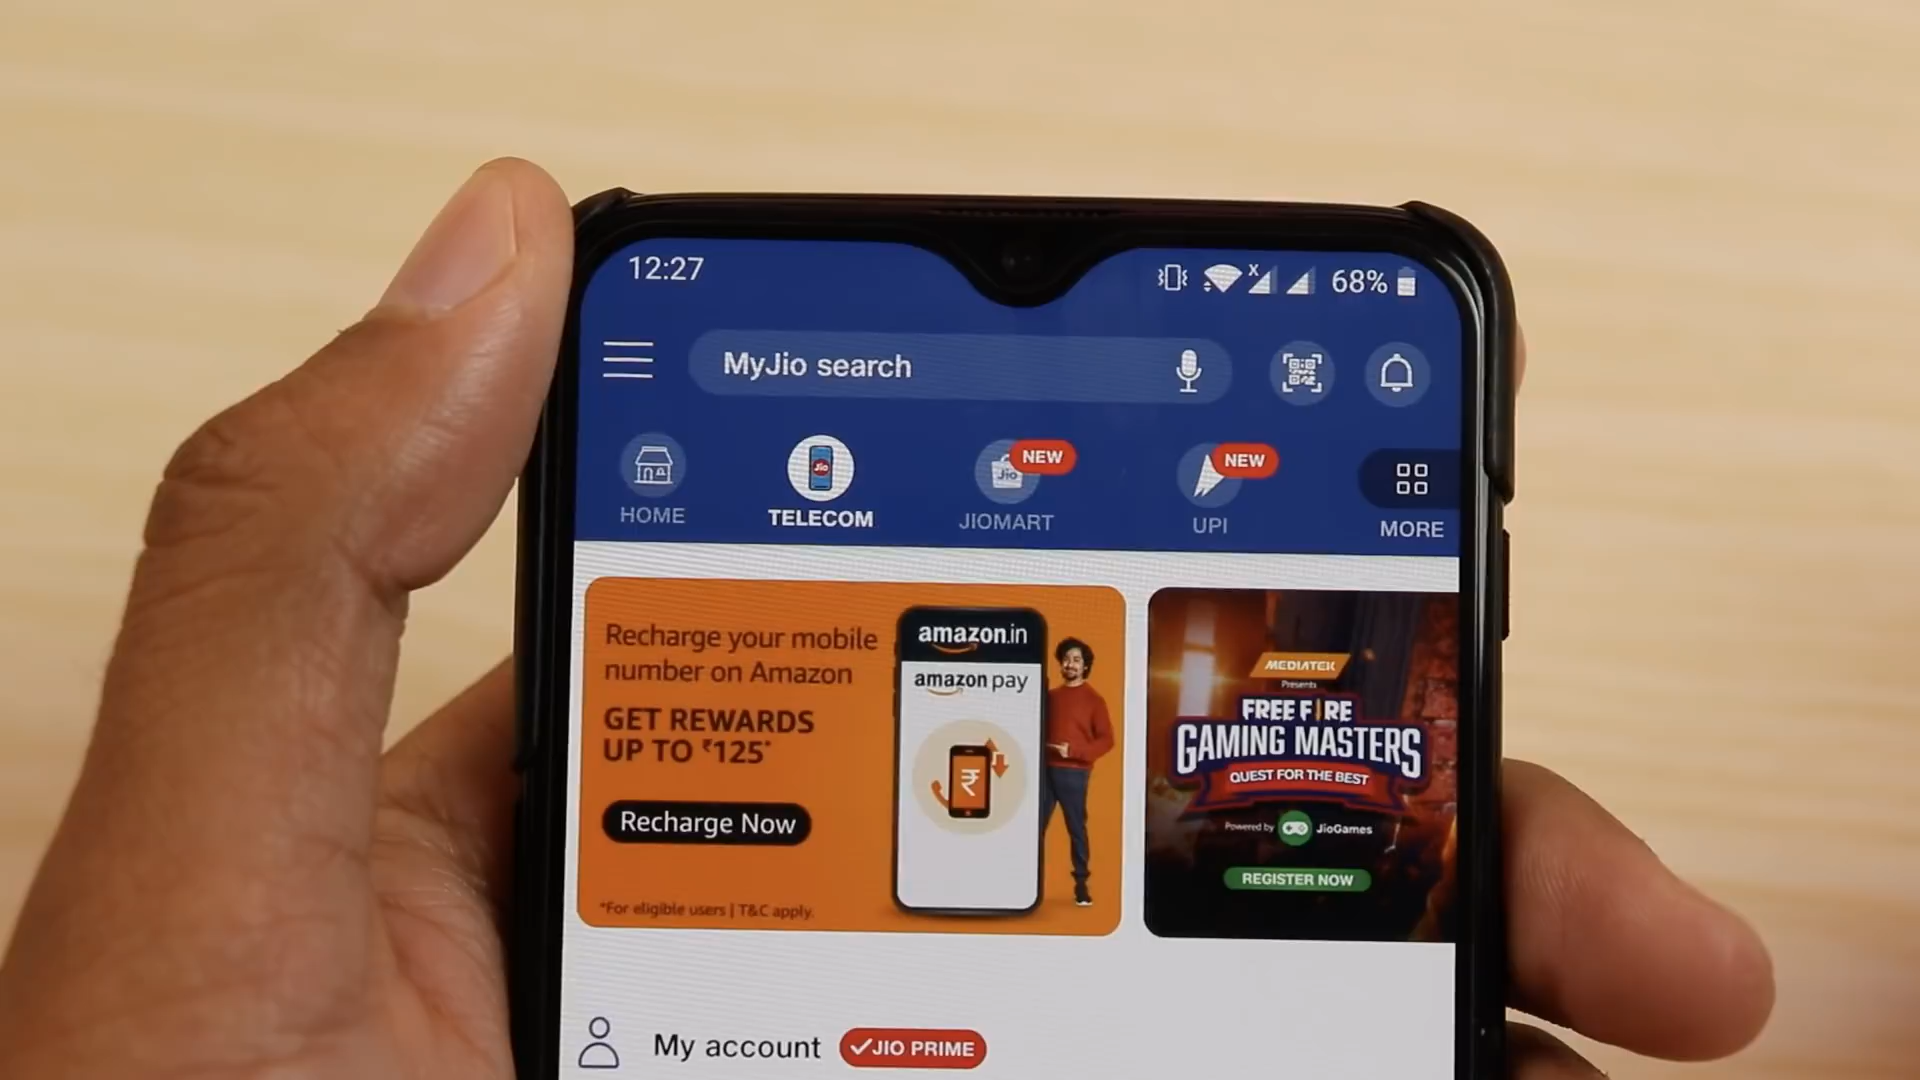 12:27
68%
MyJio search
HOME
TELECOM
Jio
JIOMART
Jio
NEW
UPI
NEW
MORE
Recharge your mobile
number on Amazon
GET REWARDS
UP TO ₹125*
Recharge Now
*For eligible users | T&C apply.
amazon.in
amazon pay
₹
MEDIATEK
Presents
FREE FIRE
GAMING MASTERS
QUEST FOR THE BEST
Powered by JioGames
REGISTER NOW
My account
JIO PRIME